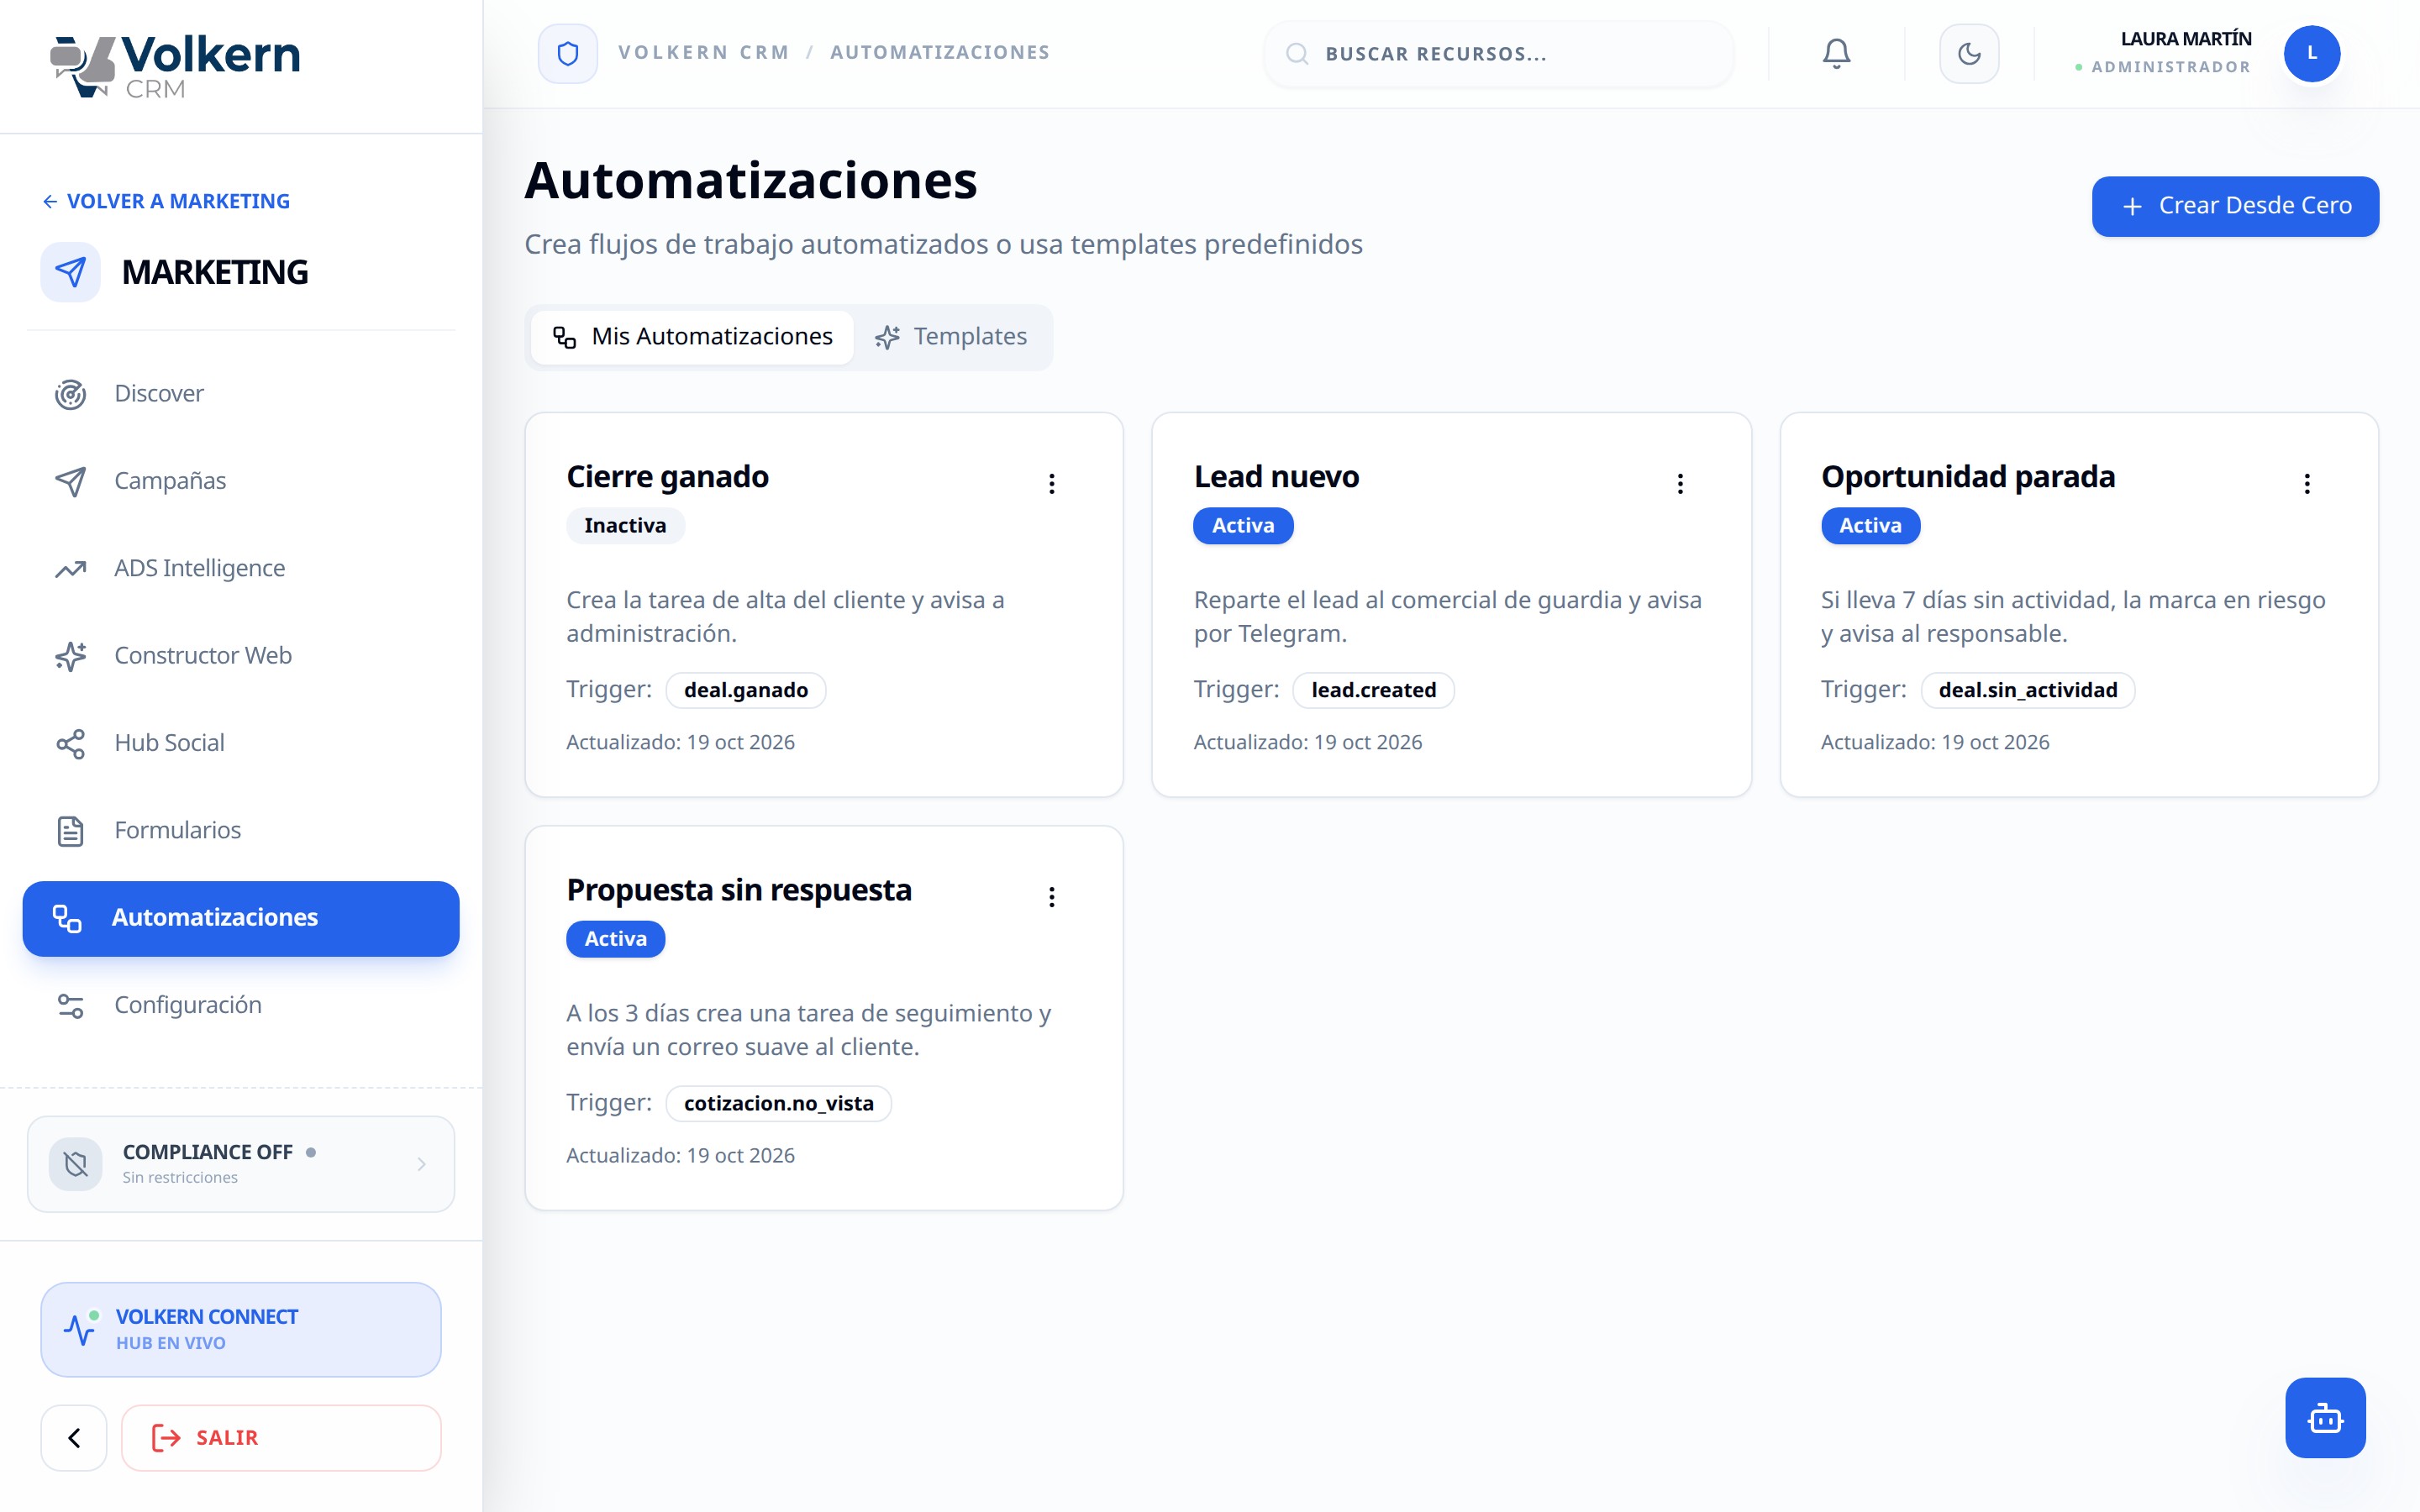 Volkern
CRM
VOLVER A MARKETING
MARKETING
Discover
Campañas
ADS Intelligence
Constructor Web
Hub Social
Formularios
Automatizaciones
Configuración
COMPLIANCE OFF
Sin restricciones
VOLKERN CONNECT
HUB EN VIVO
SALIR
VOLKERN CRM / AUTOMATIZACIONES
BUSCAR RECURSOS...
LAURA MARTÍN
ADMINISTRADOR
L
Automatizaciones
Crea flujos de trabajo automatizados o usa templates predefinidos
Crear Desde Cero
Mis Automatizaciones
Templates
Cierre ganado
Inactiva
Crea la tarea de alta del cliente y avisa a
administración.
Trigger: deal.ganado
Actualizado: 19 oct 2026
Lead nuevo
Activa
Reparte el lead al comercial de guardia y avisa
por Telegram.
Trigger: lead.created
Actualizado: 19 oct 2026
Oportunidad parada
Activa
Si lleva 7 días sin actividad, la marca en riesgo
y avisa al responsable.
Trigger: deal.sin_actividad
Actualizado: 19 oct 2026
Propuesta sin respuesta
Activa
A los 3 días crea una tarea de seguimiento y
envía un correo suave al cliente.
Trigger: cotizacion.no_vista
Actualizado: 19 oct 2026